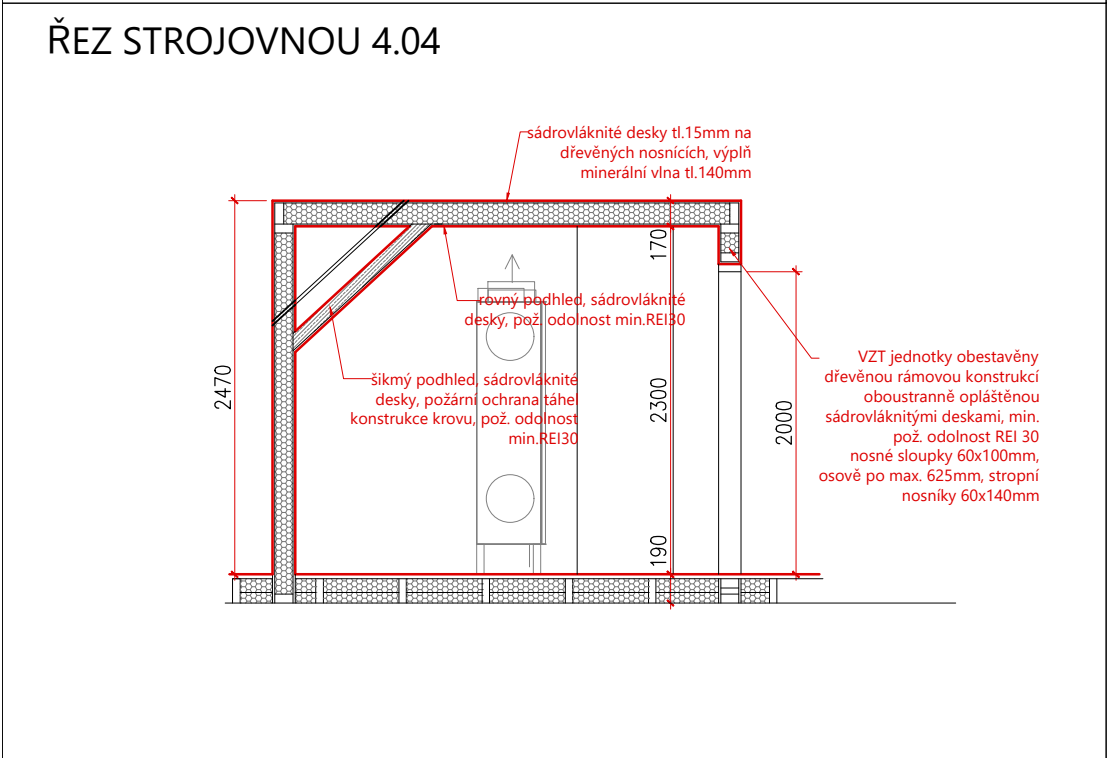 ŘEZ STROJOVNOU 4.04
sádrovláknité desky tl.15mm na
dřevěných nosnících, výplň
minerální vlna tl.140mm
170
rovný podhled, sádrovláknité
desky, pož. odolnost min.REI30
šikmý podhled, sádrovláknité
desky, požární ochrana táhel
konstrukce krovu, pož. odolnost
min.REI30
2470
2300
2000
190
VZT jednotky obestavěny
dřevěnou rámovou konstrukcí
oboustranně opláštěnou
sádrovláknitými deskami, min.
pož. odolnost REI 30
nosné sloupky 60x100mm,
osově po max. 625mm, stropní
nosníky 60x140mm